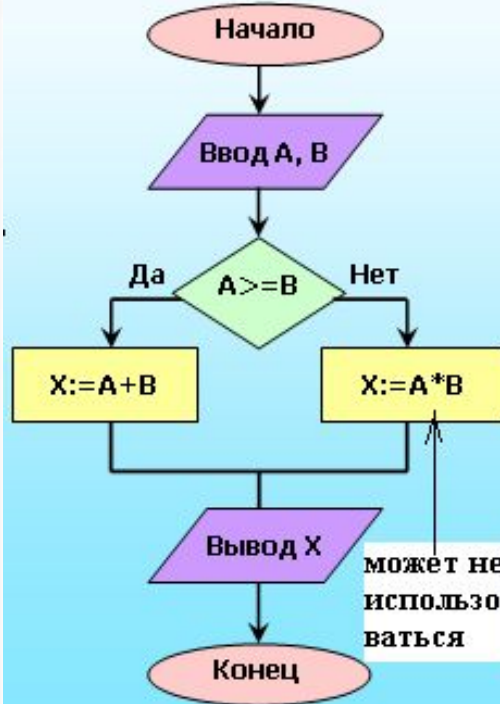 Начало
Ввод А, В
Да
A>=B
Нет
X:=A+B
X:=A*B
Вывод X
может не
использо
ваться
Конец